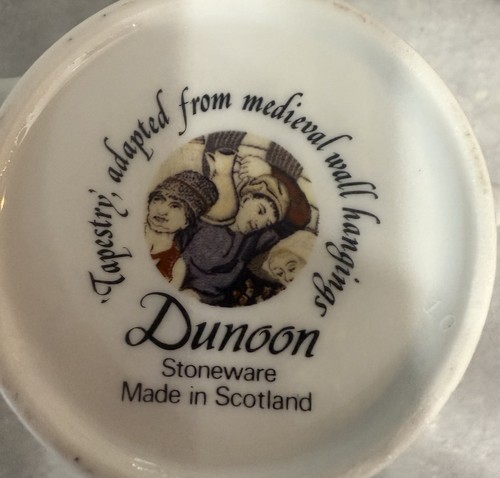 'Tapestry', adapted from medieval wall hangings
Dunoon
Stoneware
Made in Scotland